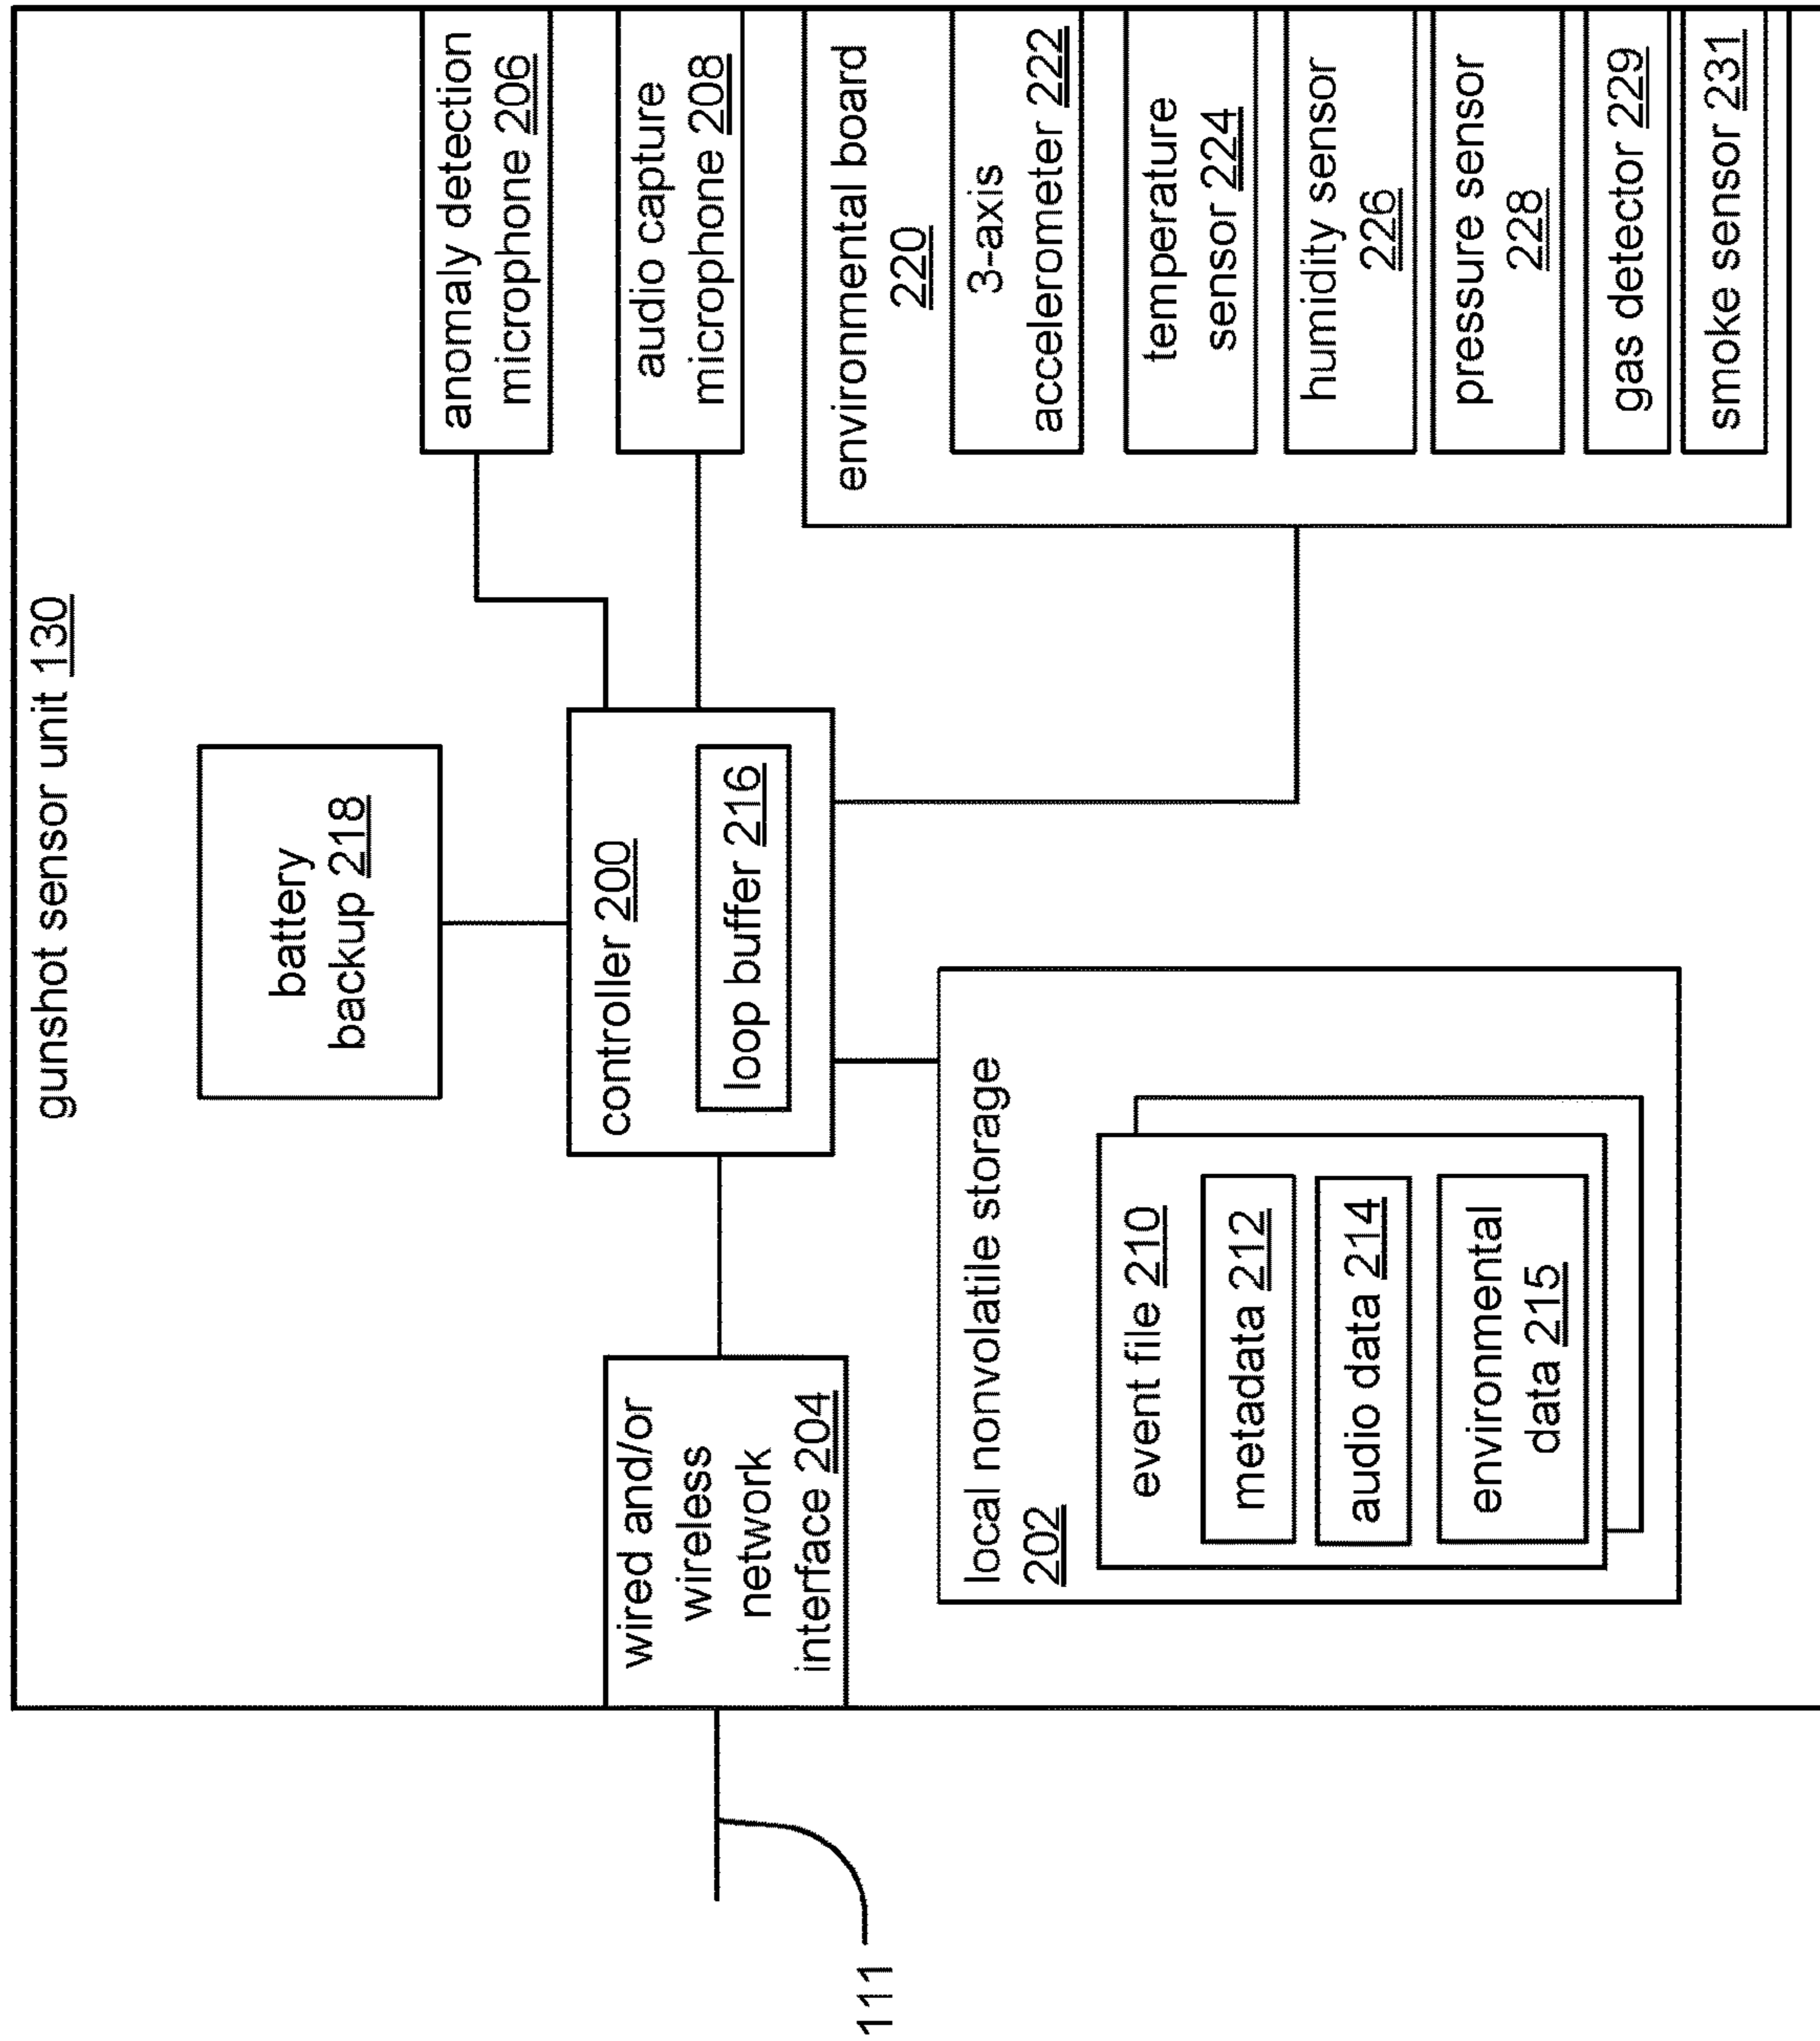 gunshot sensor unit 130
battery
backup 218
anomaly detection
microphone 206
audio capture
microphone 208
controller 200
loop buffer 216
wired and/or
wireless
network
interface 204
111
local nonvolatile storage
202
event file 210
metadata 212
audio data 214
environmental
data 215
environmental board
220
3-axis
accelerometer 222
temperature
sensor 224
humidity sensor
226
pressure sensor
228
gas detector 229
smoke sensor 231